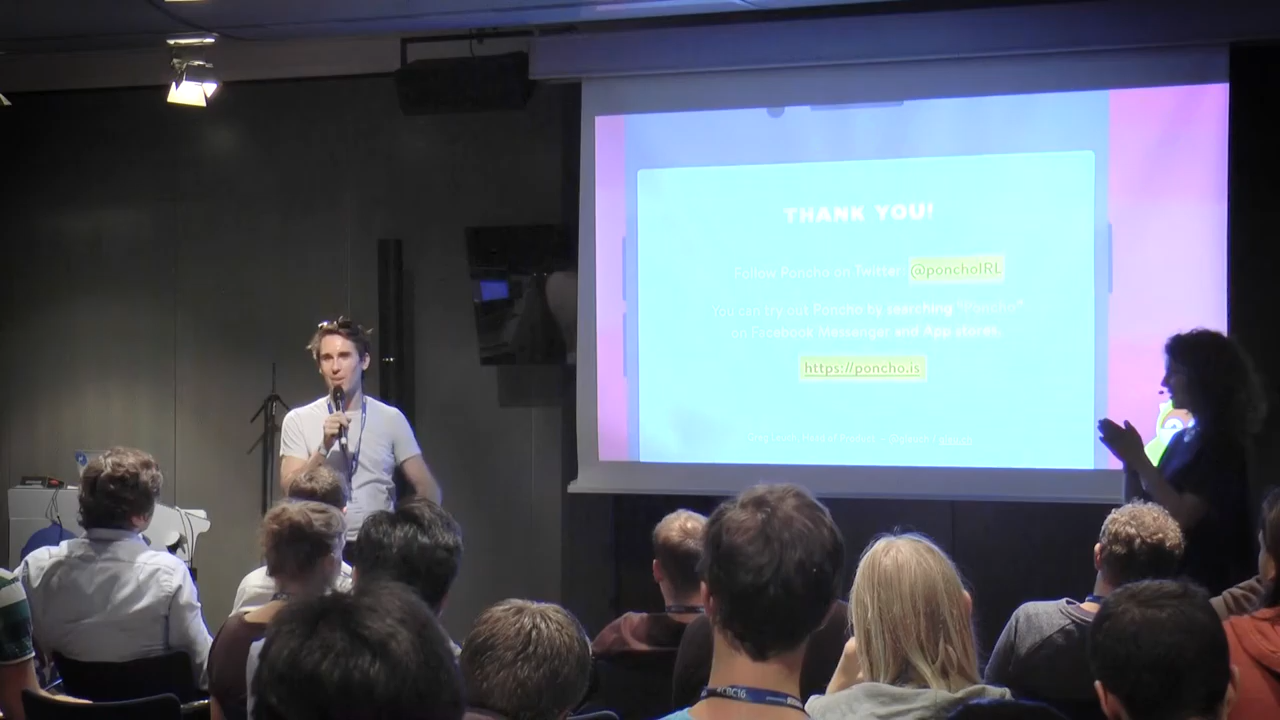 THANK YOU!
Follow Poncho on Twitter: @ponchoIRL
You can try out Poncho by searching "Poncho"
on Facebook Messenger and App stores.
https://poncho.is
#CBC16